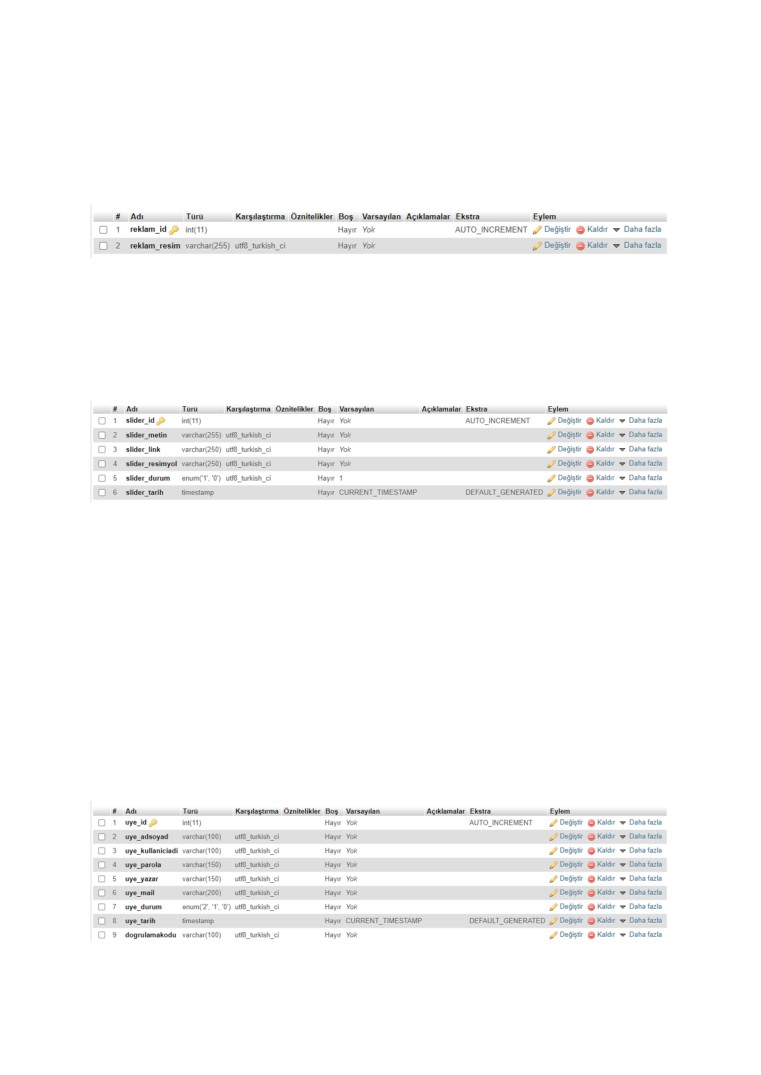 # Adı Türü Karşılaştırma Öznitelikler Boş Varsayılan Açıklamalar Ekstra Eylem
1 reklam_id int(11) Hayır Yok AUTO_INCREMENT Değiştir Kaldır Daha fazla
2 reklam_resim varchar(255) utf8_turkish_ci Değiştir Kaldır Daha fazla
# Adı Türü Karşılaştırma Öznitelikler Boş Varsayılan Açıklamalar Ekstra Eylem
1 slider_id int(11) Hayır Yok AUTO_INCREMENT Değiştir Kaldır Daha fazla
2 slider_metin varchar(255) utf8_turkish_ci Hayır Yok Değiştir Kaldır Daha fazla
3 slider_link varchar(250) utf8_turkish_ci Hayır Yok Değiştir Kaldır Daha fazla
4 slider_resimyol varchar(250) utf8_turkish_ci Hayır Yok Değiştir Kaldır Daha fazla
5 slider_durum enum('1', '0') utf8_turkish_ci Hayır 1 Değiştir Kaldır Daha fazla
6 slider_tarih timestamp Hayır CURRENT_TIMESTAMP DEFAULT_GENERATED Değiştir Kaldır Daha fazla
# Adı Türü Karşılaştırma Öznitelikler Boş Varsayılan Açıklamalar Ekstra Eylem
1 uye_id int(11) Hayır Yok AUTO_INCREMENT Değiştir Kaldır Daha fazla
2 uye_adsoyad varchar(100) utf8_turkish_ci Hayır Yok Değiştir Kaldır Daha fazla
3 uye_kullaniciadi varchar(100) utf8_turkish_ci Hayır Yok Değiştir Kaldır Daha fazla
4 uye_parola varchar(150) utf8_turkish_ci Hayır Yok Değiştir Kaldır Daha fazla
5 uye_yazar varchar(150) utf8_turkish_ci Hayır Yok Değiştir Kaldır Daha fazla
6 uye_mail varchar(200) utf8_turkish_ci Hayır Yok Değiştir Kaldır Daha fazla
7 uye_durum enum('2', '1', '0') utf8_turkish_ci Hayır Yok Değiştir Kaldır Daha fazla
8 uye_tarih timestamp Hayır CURRENT_TIMESTAMP DEFAULT_GENERATED Değiştir Kaldır Daha fazla
9 dogrulamakodu varchar(100) utf8_turkish_ci Hayır Yok Değiştir Kaldır Daha fazla